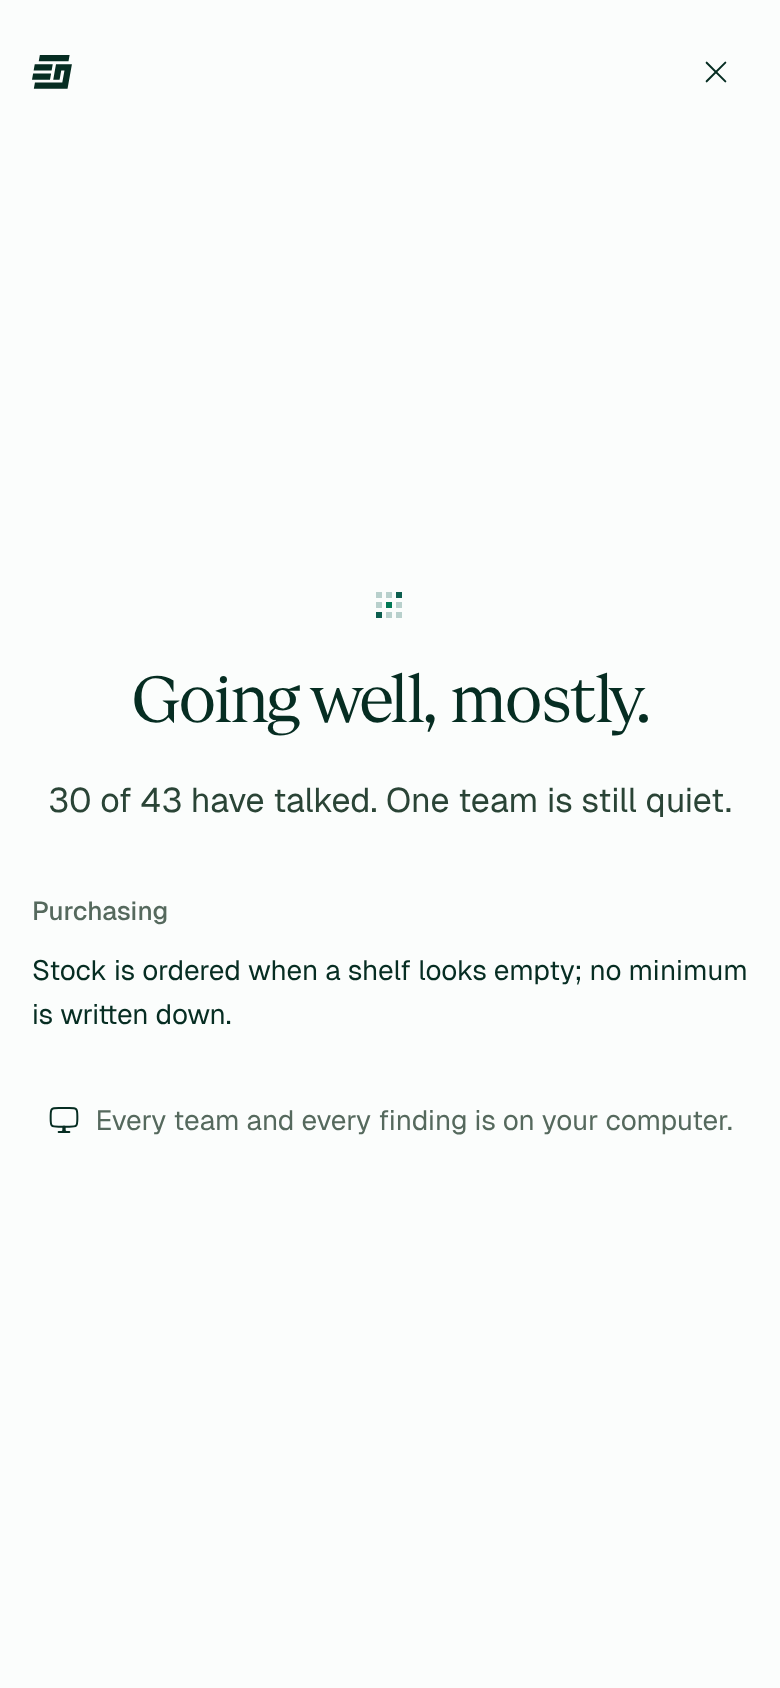 Going well, mostly.
30 of 43 have talked. One team is still quiet.
Purchasing
Stock is ordered when a shelf looks empty; no minimum
is written down.
Every team and every finding is on your computer.